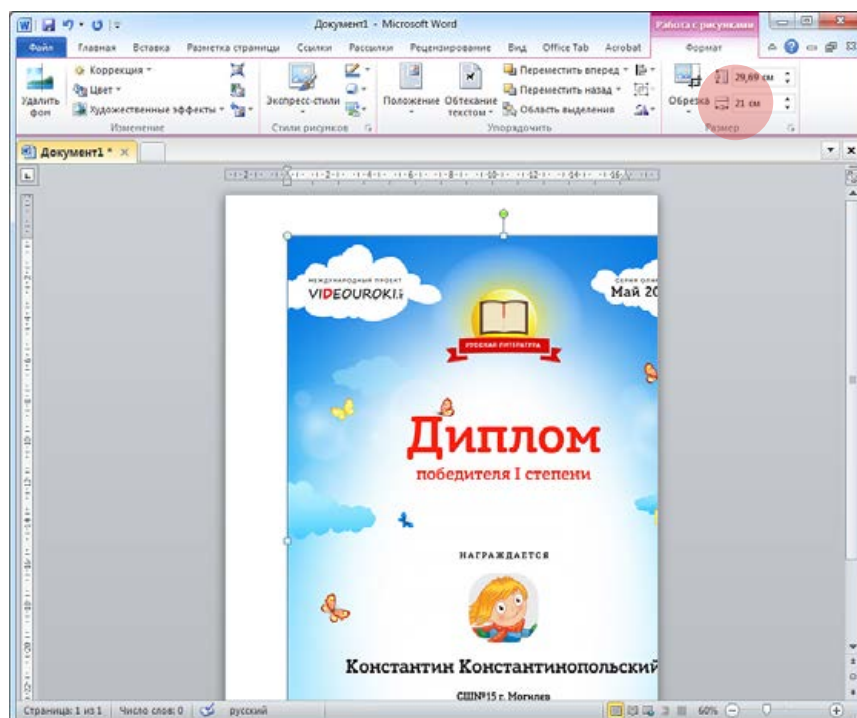 Документ1 - Microsoft Word
Работа с рисунками
Файл Главная Вставка Разметка страницы Ссылки Рассылки Рецензирование Вид Office Tab Acrobat Формат
Удалить фон
Коррекция
Цвет
Художественные эффекты
Изменение
Экспресс-стили
Стили рисунков
Положение
Обтекание текстом
Переместить вперед
Переместить назад
Область выделения
Упорядочить
Обрезка
29,69 см
21 см
Размер
Документ1 *
МЕЖДУНАРОДНЫЙ ПРОЕКТ
VIDEOUROKI
Май 20
РУССКАЯ ЛИТЕРАТУРА
Диплом
победителя I степени
НАГРАЖДАЕТСЯ
Константин Константинопольский
СШ№15 г. Могилев
Страница: 1 из 1 Число слов: 0 русский 60%